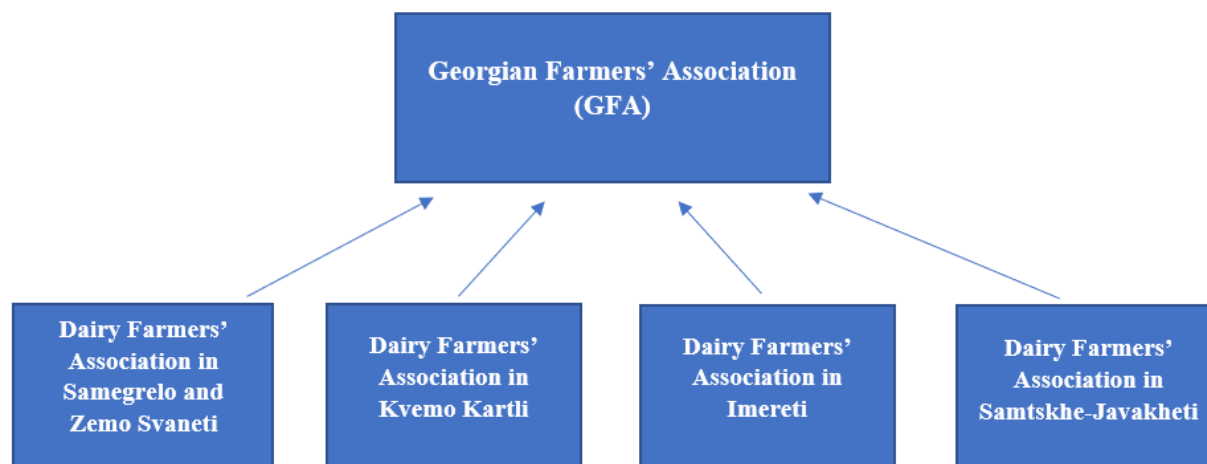 Georgian Farmers’ Association
(GFA)
Dairy Farmers’
Association in
Samegrelo and
Zemo Svaneti
Dairy Farmers’
Association in
Kvemo Kartli
Dairy Farmers’
Association in
Imereti
Dairy Farmers’
Association in
Samtskhe-Javakheti